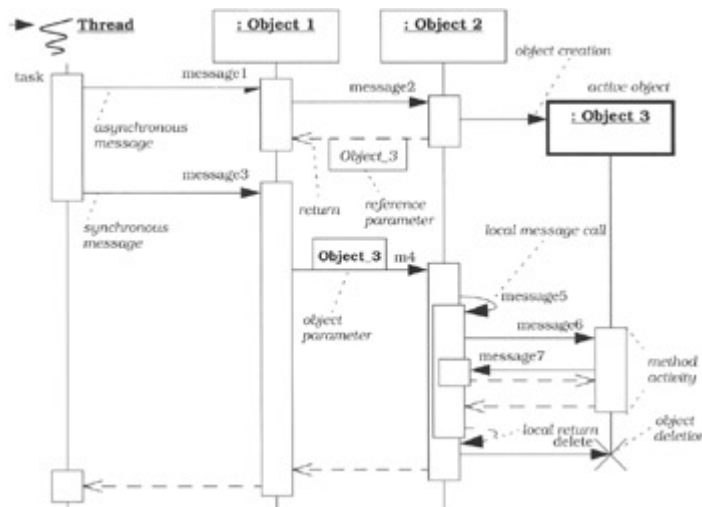 Thread
: Object 1
: Object 2
object creation
task
message1
message2
active object
: Object 3
asynchronous
message
Object_3
message3
return
reference
parameter
synchronous
message
local message call
Object_3
m4
message5
object
parameter
message6
message7
method
activity
local return
object
deletion
delete